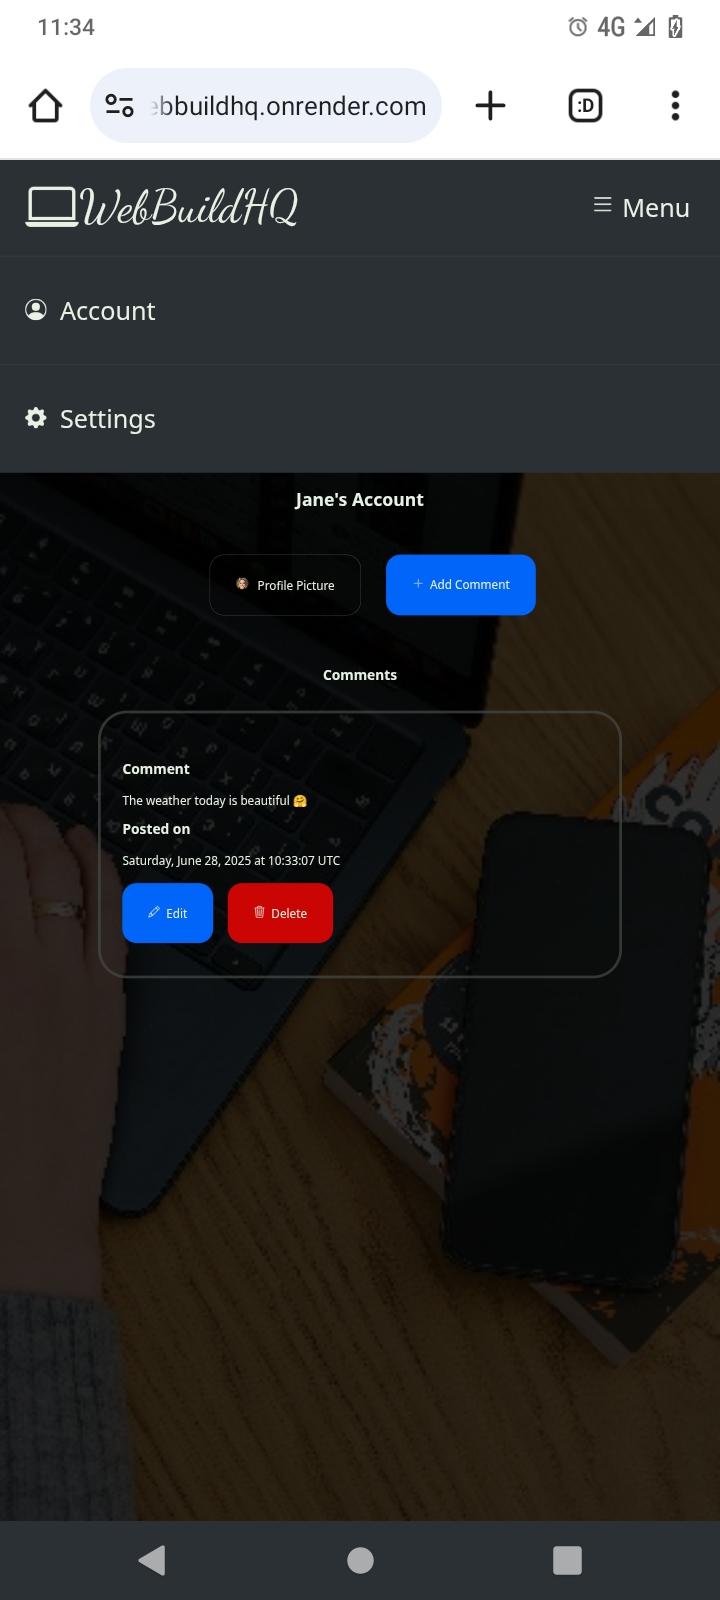 11:34
4G
ebbuildhq.onrender.com
:D
WebBuildHQ
Menu
Account
Settings
Jane's Account
Profile Picture
Add Comment
Comments
Comment
The weather today is beautiful 🤗
Posted on
Saturday, June 28, 2025 at 10:33:07 UTC
Edit
Delete